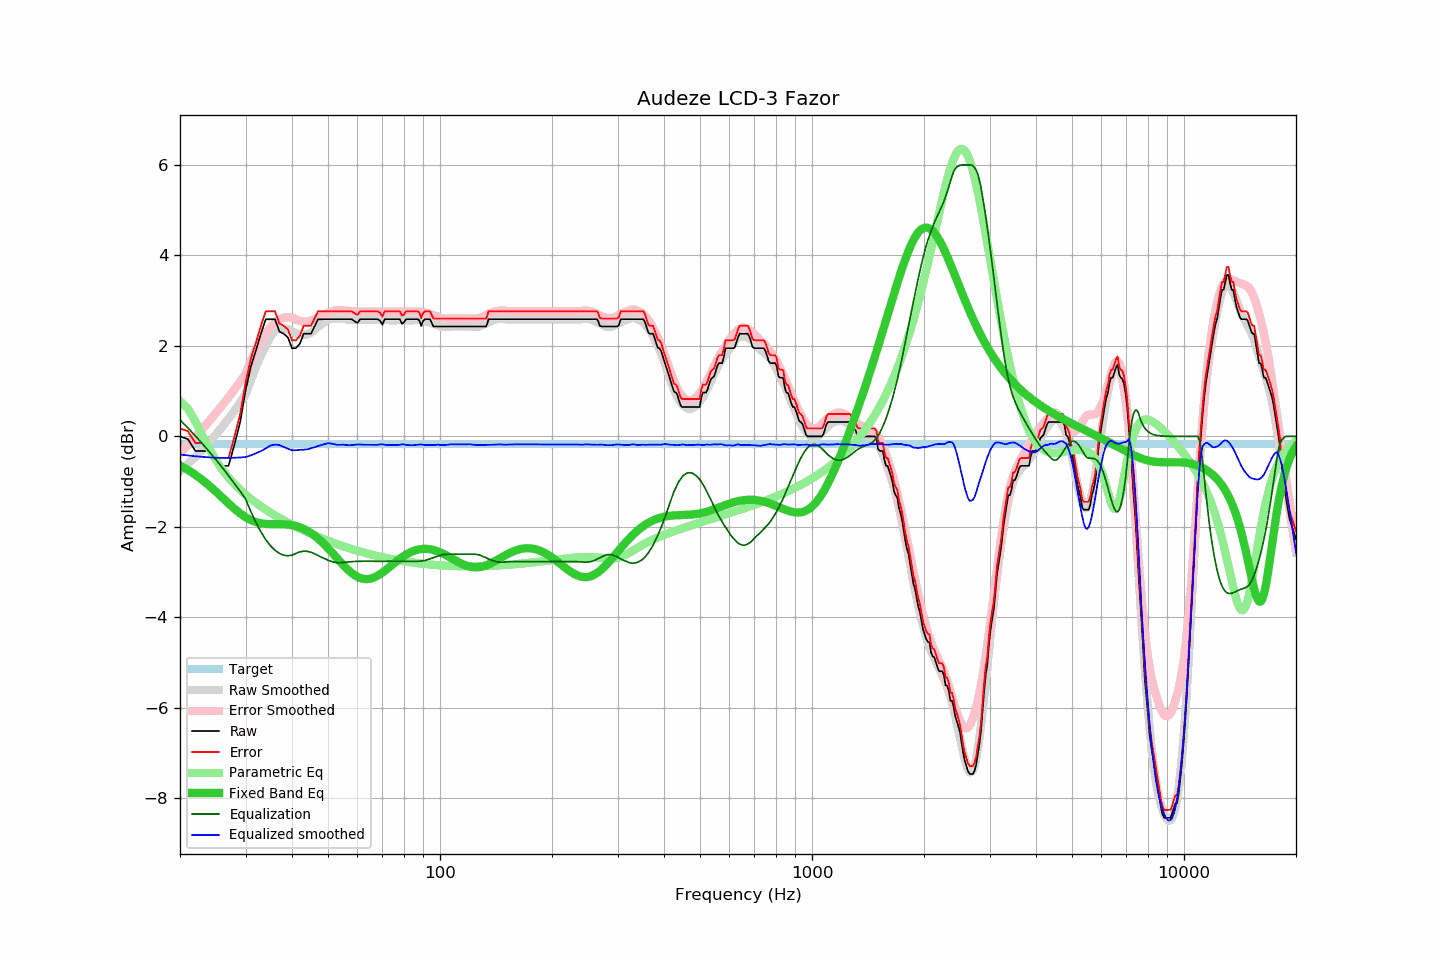 Audeze LCD-3 Fazor
6
4
2
0
−2
−4
−6
−8
Amplitude (dBr)
Target
Raw Smoothed
Error Smoothed
Raw
Error
Parametric Eq
Fixed Band Eq
Equalization
Equalized smoothed
100
1000
10000
Frequency (Hz)